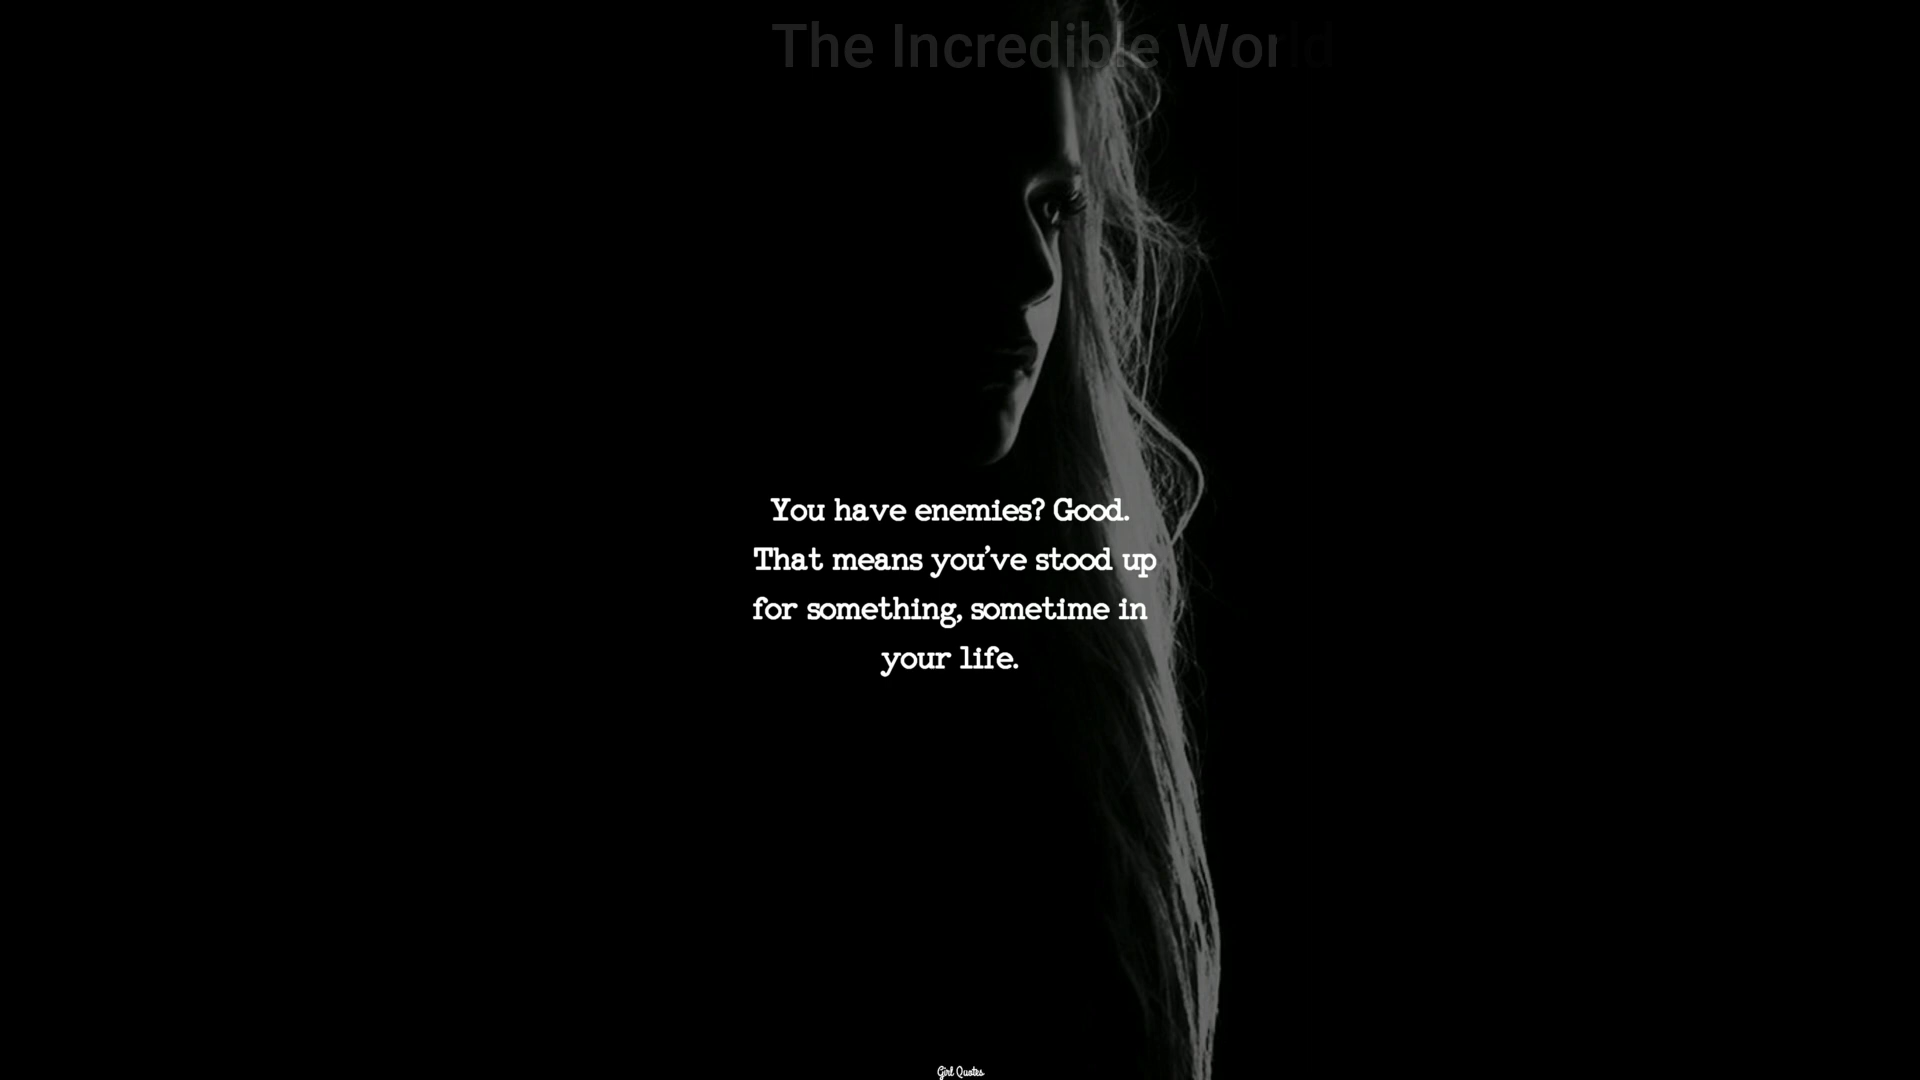 The Incredible World
You have enemies? Good.
That means you’ve stood up
for something, sometime in
your life.
Girl Quotes